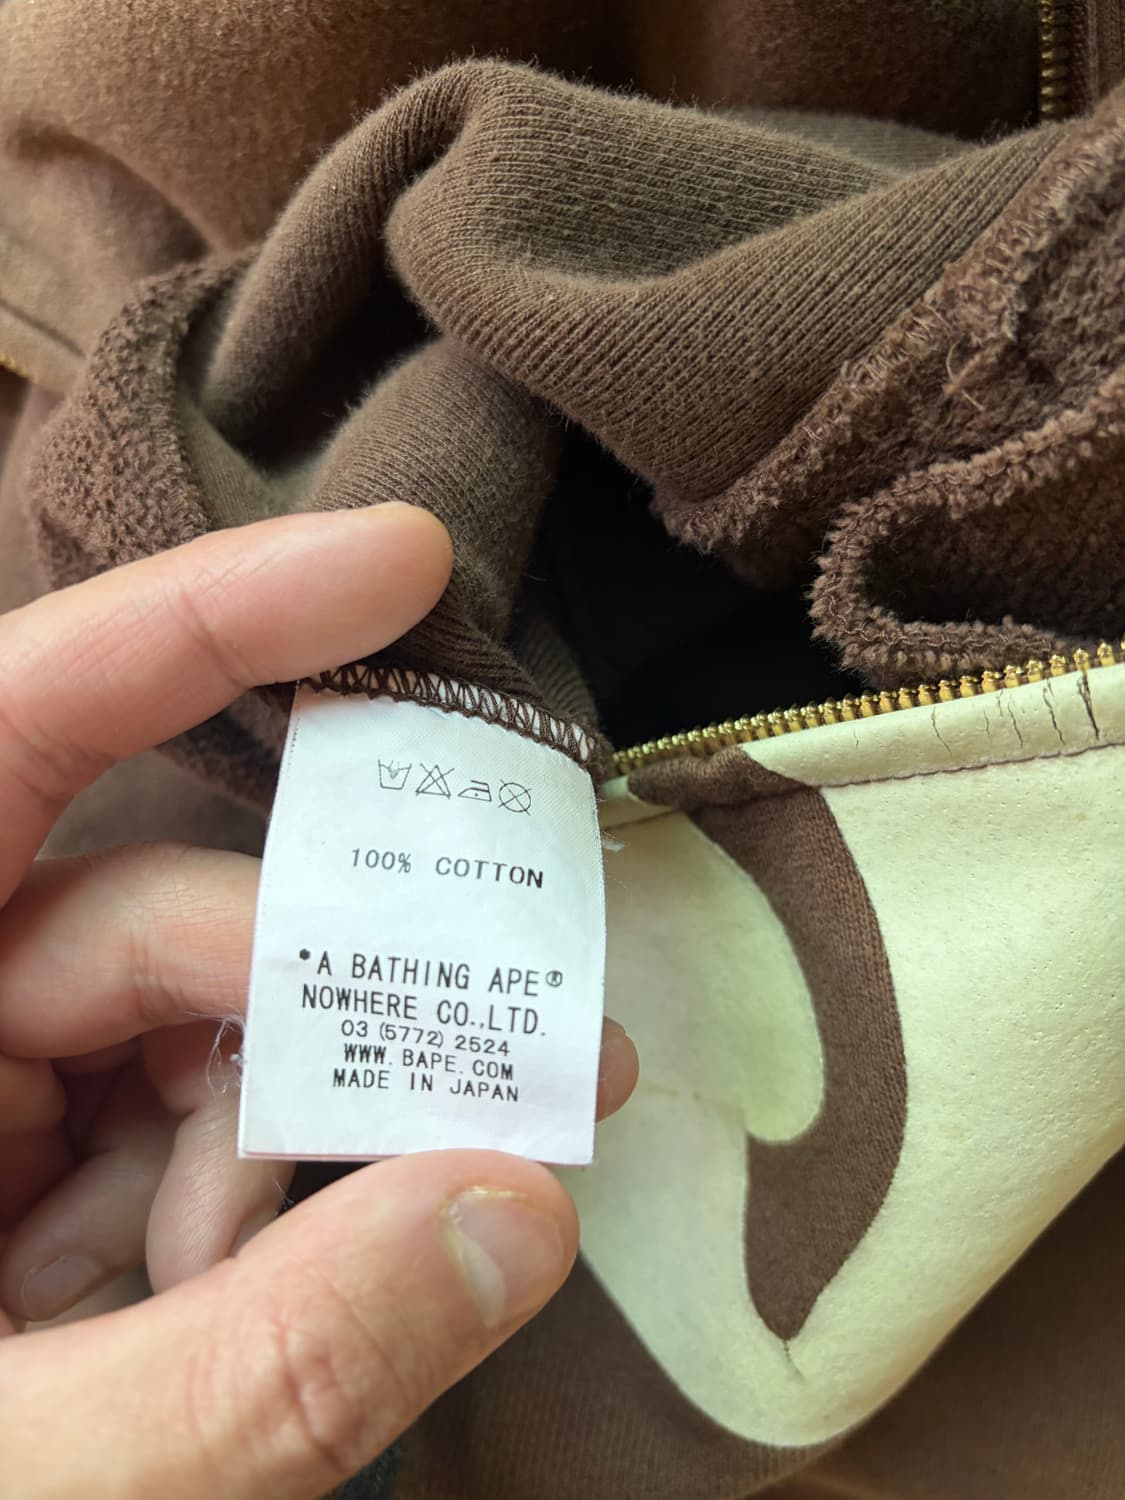 100% COTTON
*A BATHING APE®
NOWHERE CO.,LTD.
03 (5772) 2524
WWW. BAPE. COM
MADE IN JAPAN